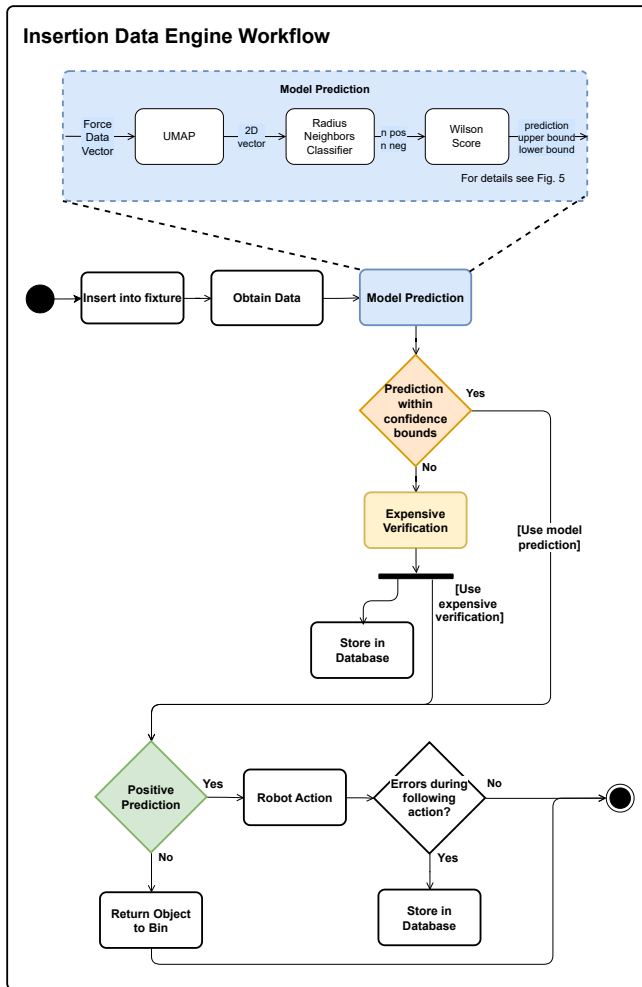 Insertion Data Engine Workflow
Model Prediction
Force
Data
Vector
UMAP
2D
vector
Radius
Neighbors
Classifier
n pos
n neg
Wilson
Score
prediction
upper bound
lower bound
For details see Fig. 5
Insert into fixture
Obtain Data
Model Prediction
Prediction
within
confidence
bounds
Yes
No
Expensive
Verification
[Use model
prediction]
[Use
expensive
verification]
Store in
Database
Positive
Prediction
Yes
Robot Action
Errors during
following
action?
No
No
Yes
Return Object
to Bin
Store in
Database